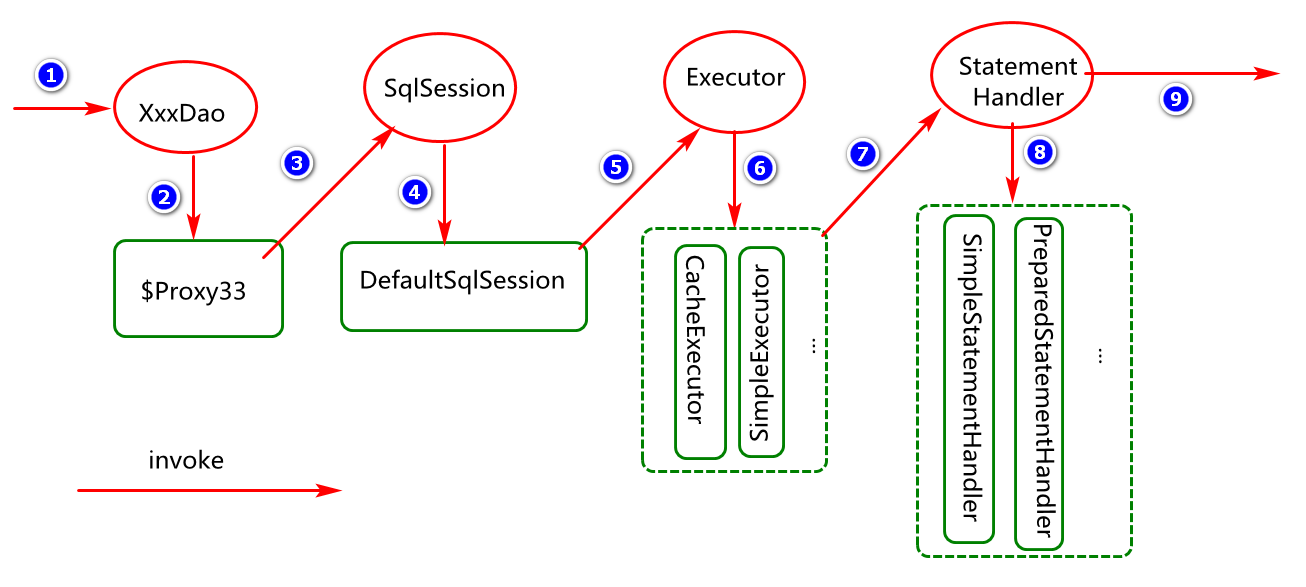 1
XxxDao
2
$Proxy33
3
SqlSession
4
DefaultSqlSession
5
Executor
6
CacheExecutor
SimpleExecutor
...
7
Statement
Handler
8
SimpleStatementHandler
PreparedStatementHandler
...
9
invoke